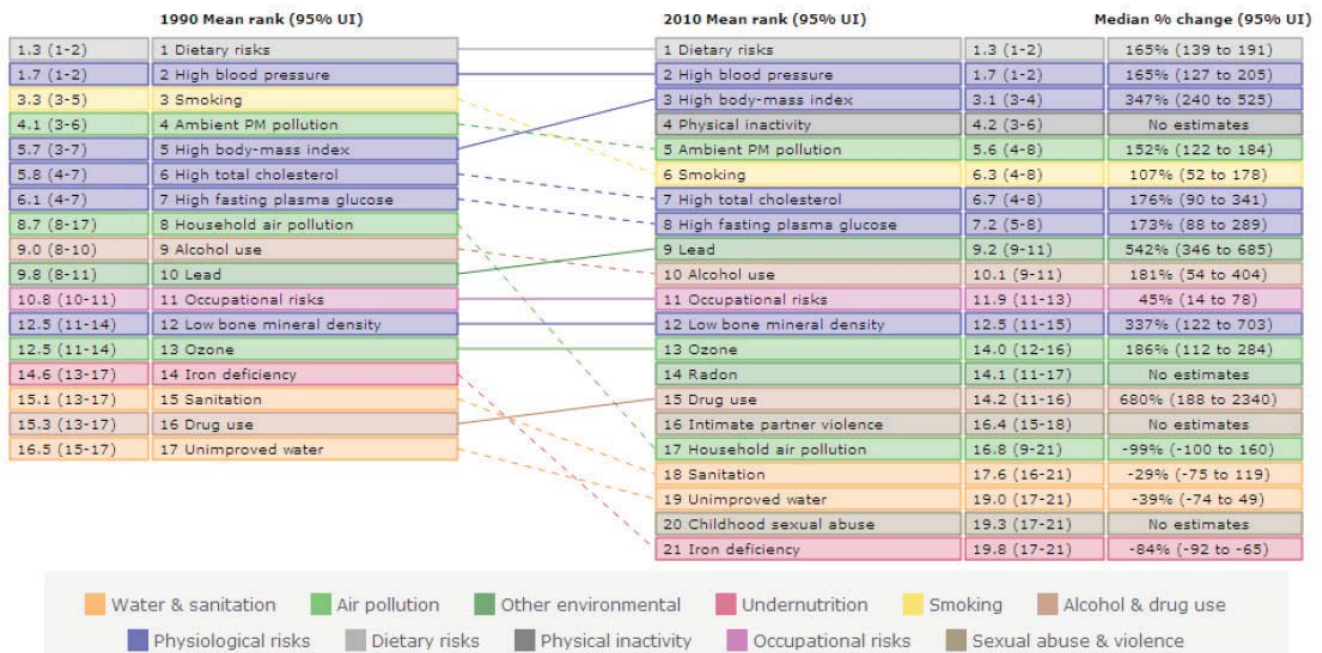 1990 Mean rank (95% UI) 2010 Mean rank (95% UI) Median % change (95% UI)
1.3 (1-2) 1 Dietary risks 1 Dietary risks 1.3 (1-2) 165% (139 to 191)
1.7 (1-2) 2 High blood pressure 2 High blood pressure 1.7 (1-2) 165% (127 to 205)
3.3 (3-5) 3 Smoking 3 High body-mass index 3.1 (3-4) 347% (240 to 525)
4.1 (3-6) 4 Ambient PM pollution 4 Physical inactivity 4.2 (3-6) No estimates
5.7 (3-7) 5 High body-mass index 5 Ambient PM pollution 5.6 (4-8) 152% (122 to 184)
5.8 (4-7) 6 High total cholesterol 6 Smoking 6.3 (4-8) 107% (52 to 178)
6.1 (4-7) 7 High fasting plasma glucose 7 High total cholesterol 6.7 (4-8) 176% (90 to 341)
8.7 (8-17) 8 Household air pollution 8 High fasting plasma glucose 7.2 (5-8) 173% (88 to 289)
9.0 (8-10) 9 Alcohol use 9 Lead 9.2 (9-11) 542% (346 to 685)
9.8 (8-11) 10 Lead 10 Alcohol use 10.1 (9-11) 181% (54 to 404)
10.8 (10-11) 11 Occupational risks 11 Occupational risks 11.9 (11-13) 45% (14 to 78)
12.5 (11-14) 12 Low bone mineral density 12 Low bone mineral density 12.5 (11-15) 337% (122 to 703)
12.5 (11-14) 13 Ozone 13 Ozone 14.0 (12-16) 186% (112 to 284)
14.6 (13-17) 14 Iron deficiency 14 Radon 14.1 (11-17) No estimates
15.1 (13-17) 15 Sanitation 15 Drug use 14.2 (11-16) 680% (188 to 2340)
15.3 (13-17) 16 Drug use 16 Intimate partner violence 16.4 (15-18) No estimates
16.5 (15-17) 17 Unimproved water 17 Household air pollution 16.8 (9-21) -99% (-100 to 160)
18 Sanitation 17.6 (16-21) -29% (-75 to 119)
19 Unimproved water 19.0 (17-21) -39% (-74 to 49)
20 Childhood sexual abuse 19.3 (17-21) No estimates
21 Iron deficiency 19.8 (17-21) -84% (-92 to -65)
Water & sanitation Air pollution Other environmental Undernutrition Smoking Alcohol & drug use
Physiological risks Dietary risks Physical inactivity Occupational risks Sexual abuse & violence